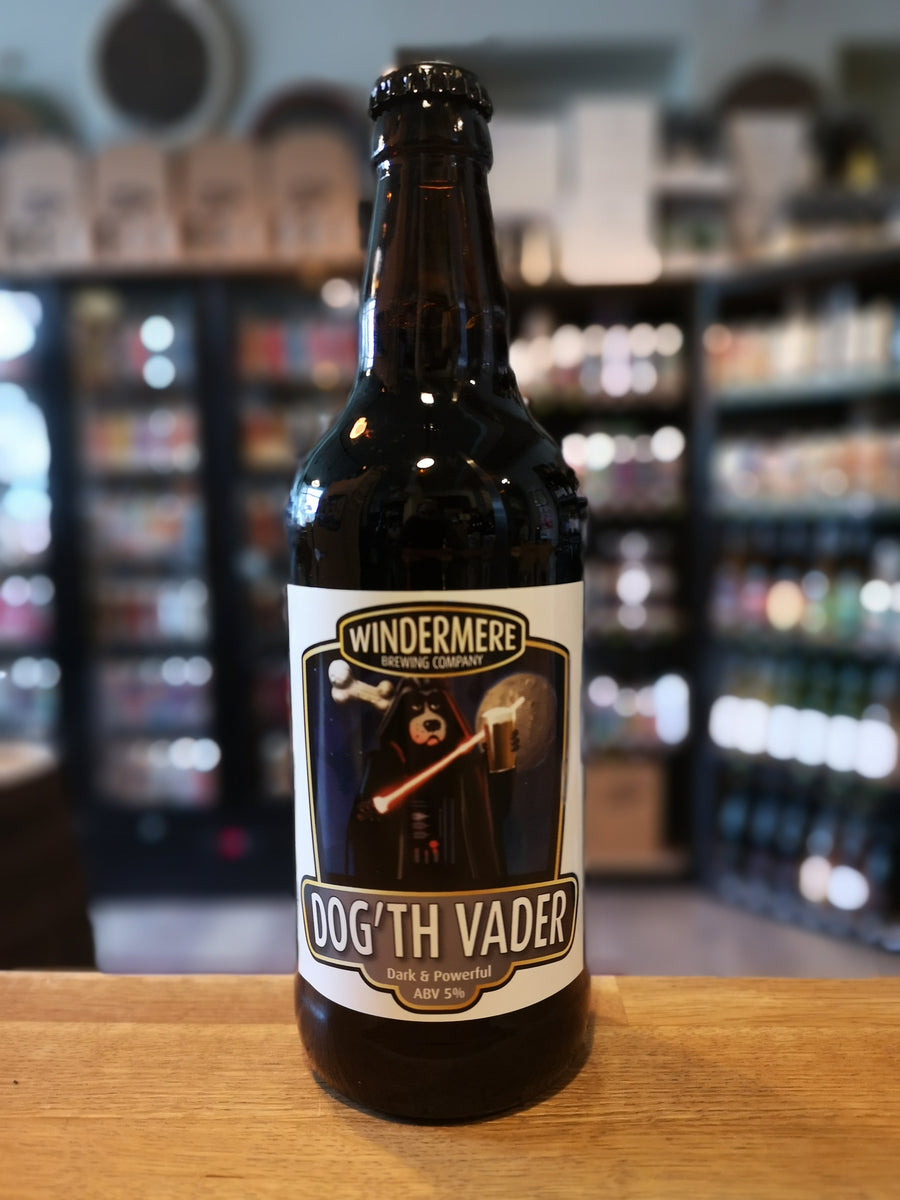 WINDERMERE
BREWING COMPANY
DOG'TH VADER
Dark & Powerful
ABV 5%